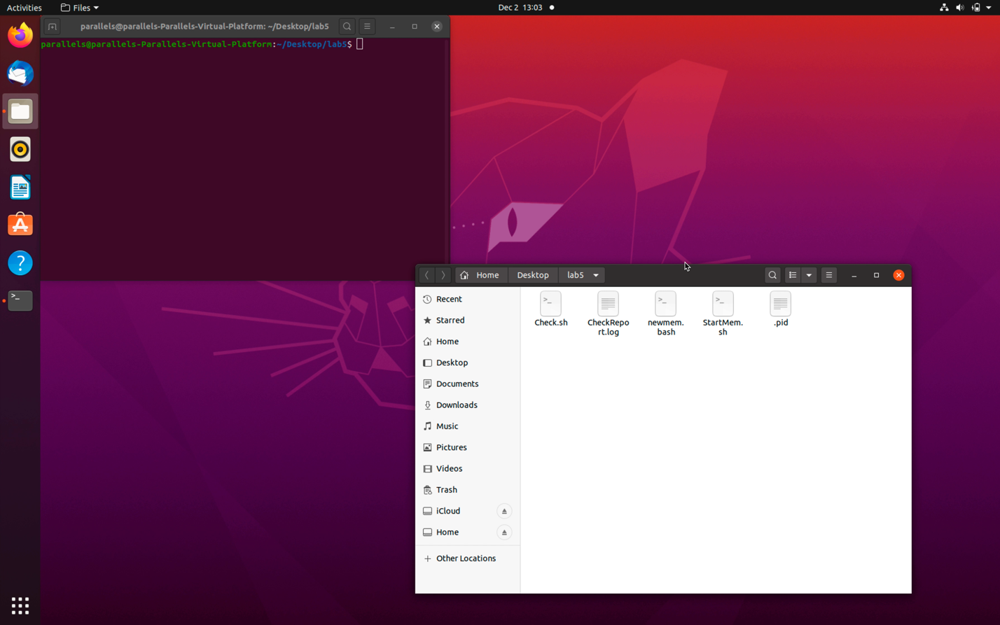 Activities
Files
Dec 2 13:03
parallels@parallels-Parallels-Virtual-Platform: ~/Desktop/lab5
parallels@parallels-Parallels-Virtual-Platform:~/Desktop/lab5$
Home
Desktop
lab5
Recent
Starred
Home
Desktop
Documents
Downloads
Music
Pictures
Videos
Trash
iCloud
Home
Other Locations
Check.sh
CheckRepo
rt.log
newmem.
bash
StartMem.
sh
.pid